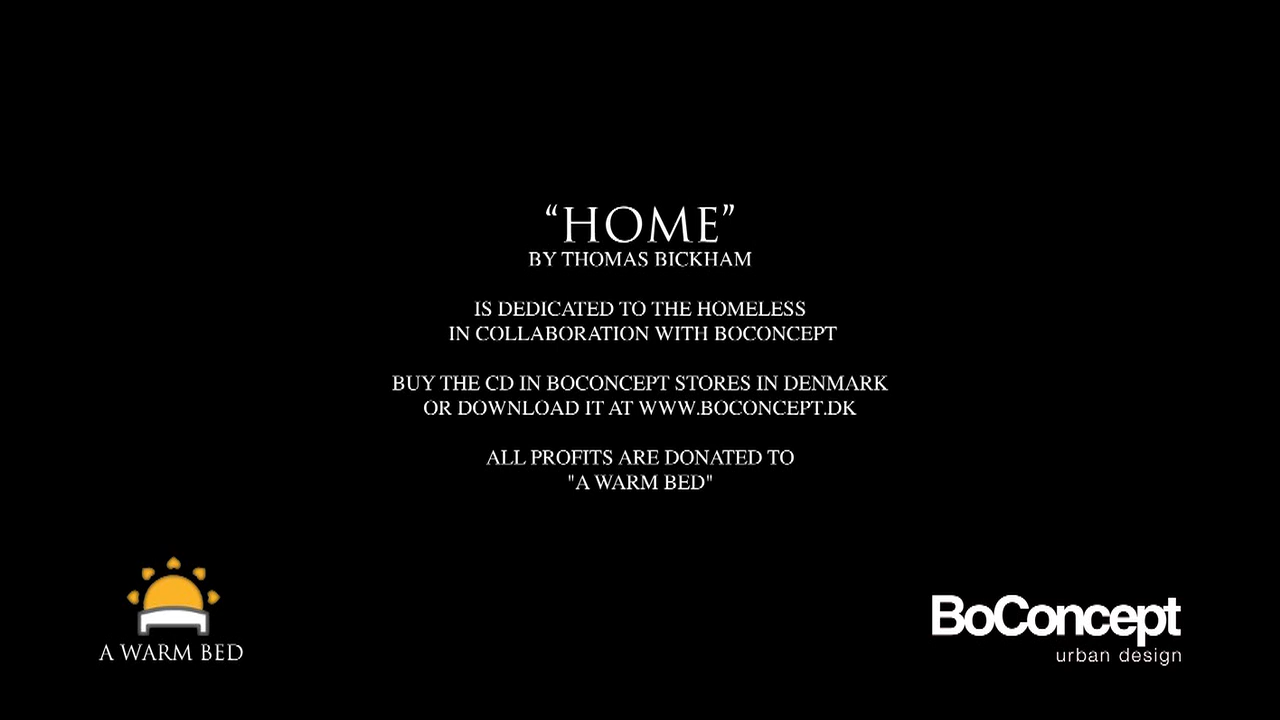 “HOME”
BY THOMAS BICKHAM
IS DEDICATED TO THE HOMELESS
IN COLLABORATION WITH BOCONCEPT
BUY THE CD IN BOCONCEPT STORES IN DENMARK
OR DOWNLOAD IT AT WWW.BOCONCEPT.DK
ALL PROFITS ARE DONATED TO
"A WARM BED"
A WARM BED
BoConcept
urban design